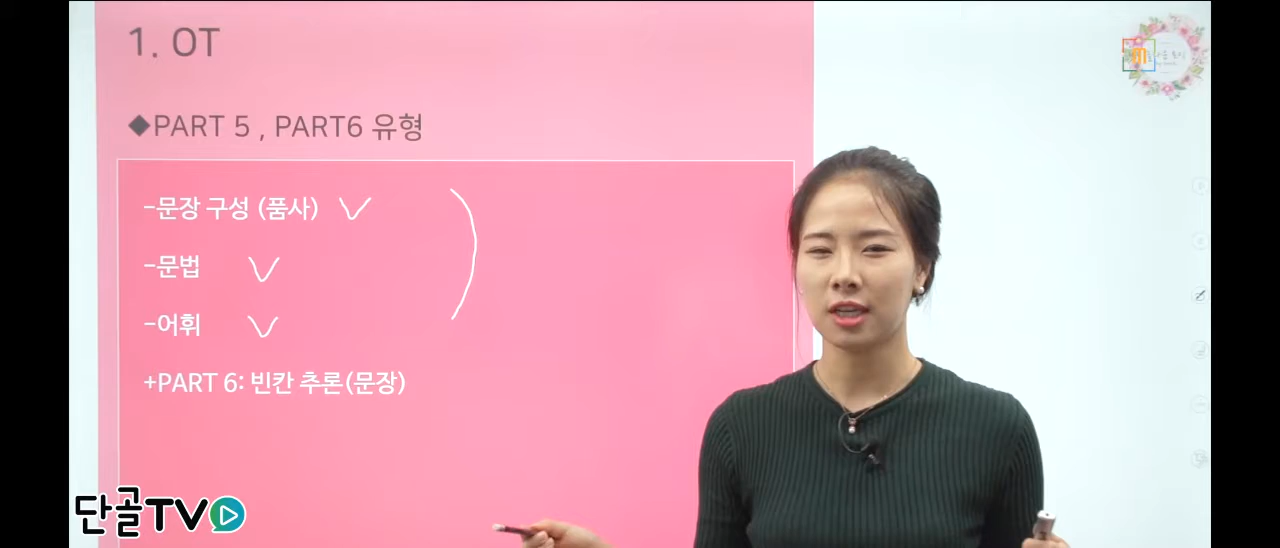 1. OT
◆PART 5 , PART6 유형
-문장 구성 (품사)
-문법
-어휘
+PART 6: 빈칸 추론(문장)
단골TV